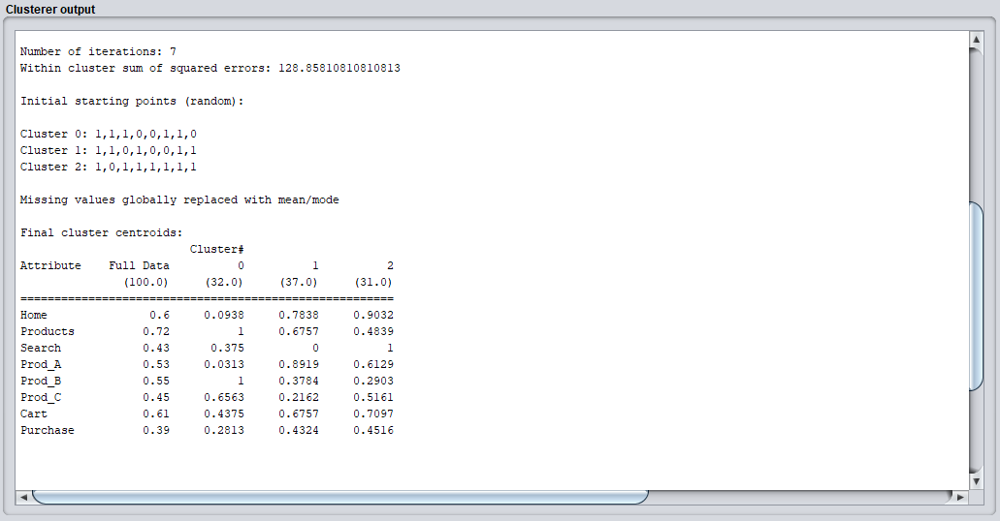 Clusterer output
Number of iterations: 7
Within cluster sum of squared errors: 128.85810810810813
Initial starting points (random):
Cluster 0: 1,1,1,0,0,1,1,0
Cluster 1: 1,1,0,1,0,0,1,1
Cluster 2: 1,0,1,1,1,1,1,1
Missing values globally replaced with mean/mode
Final cluster centroids:
Cluster#
Attribute Full Data 0 1 2
(100.0) (32.0) (37.0) (31.0)
==============================================================
Home 0.6 0.0938 0.7838 0.9032
Products 0.72 1 0.6757 0.4839
Search 0.43 0.375 0 1
Prod_A 0.53 0.0313 0.8919 0.6129
Prod_B 0.55 1 0.3784 0.2903
Prod_C 0.45 0.6563 0.2162 0.5161
Cart 0.61 0.4375 0.6757 0.7097
Purchase 0.39 0.2813 0.4324 0.4516